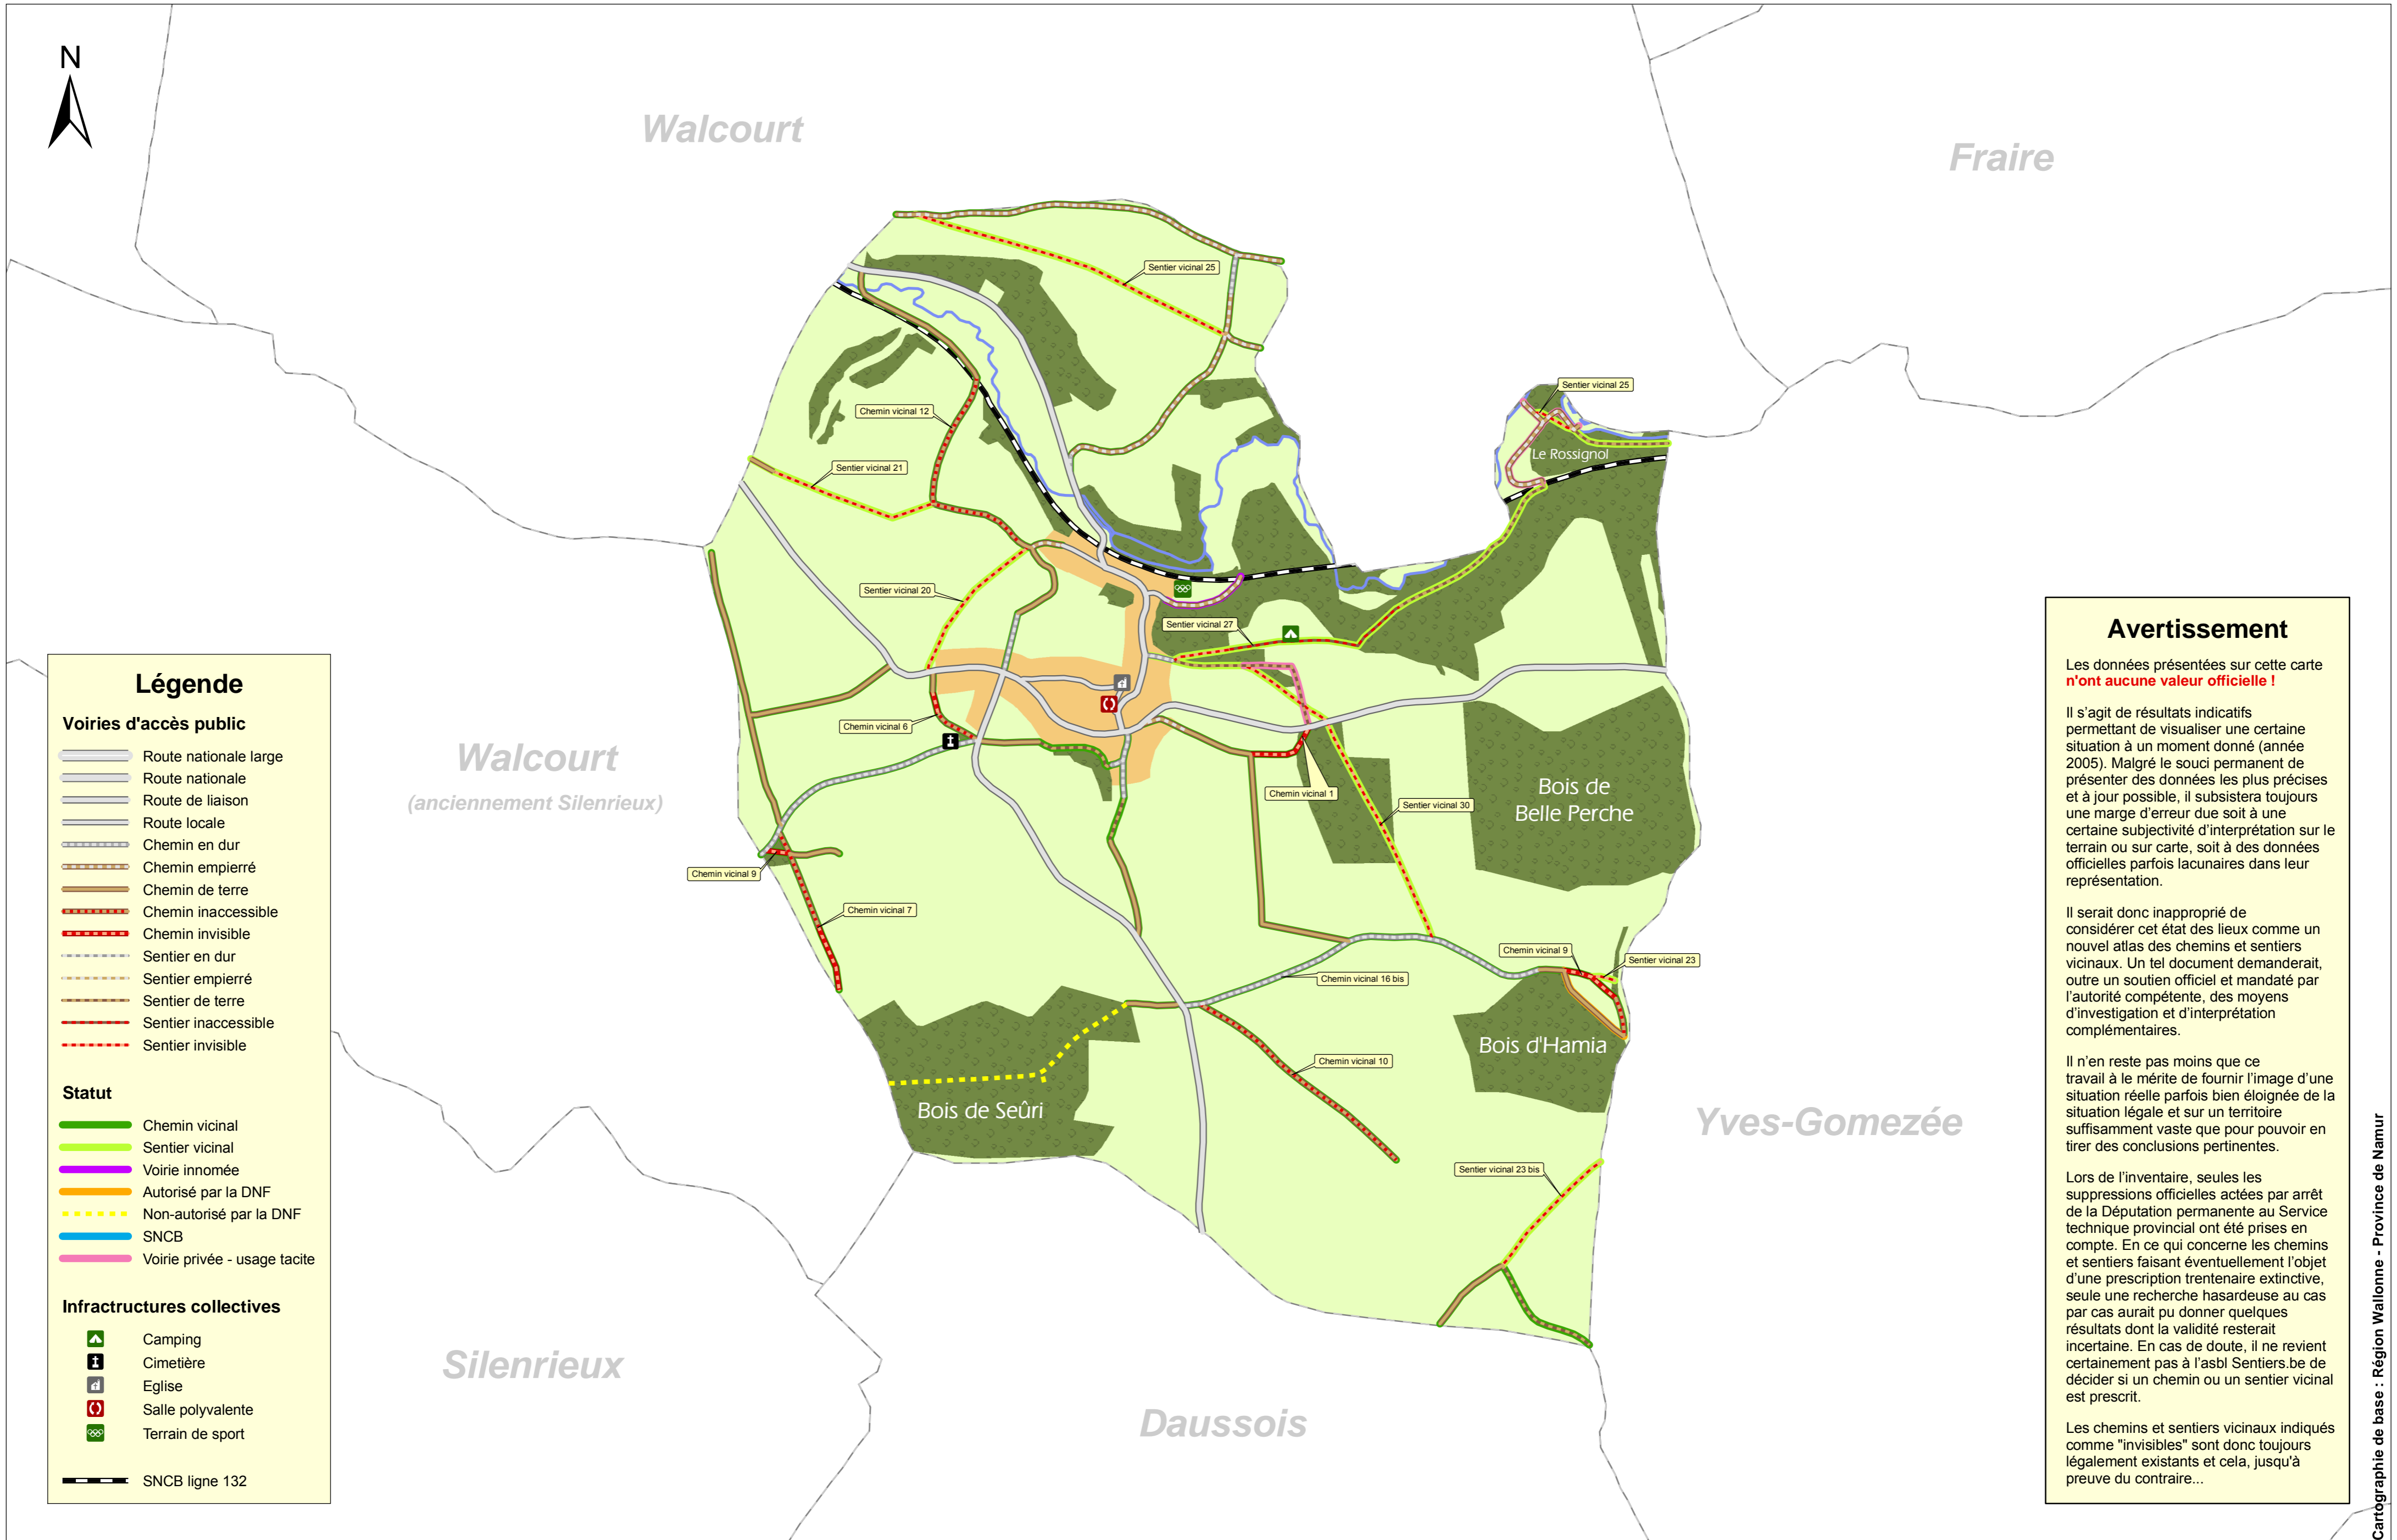 N
Walcourt
Fraire
Sentier vicinal 25
Sentier vicinal 25
Chemin vicinal 12
Le Rossignol
Sentier vicinal 21
Sentier vicinal 20
Sentier vicinal 27
Chemin vicinal 6
Walcourt
(anciennement Silenrieux)
Chemin vicinal 1
Sentier vicinal 30
Bois de
Belle Perche
Chemin vicinal 9
Chemin vicinal 7
Chemin vicinal 9
Sentier vicinal 23
Chemin vicinal 16 bis
Bois d'Hamia
Chemin vicinal 10
Bois de Seûri
Yves-Gomezée
Sentier vicinal 23 bis
Silenrieux
Daussois
Légende
Voiries d'accès public
Route nationale large
Route nationale
Route de liaison
Route locale
Chemin en dur
Chemin empierré
Chemin de terre
Chemin inaccessible
Chemin invisible
Sentier en dur
Sentier empierré
Sentier de terre
Sentier inaccessible
Sentier invisible
Statut
Chemin vicinal
Sentier vicinal
Voirie innomée
Autorisé par la DNF
Non-autorisé par la DNF
SNCB
Voirie privée - usage tacite
Infractructures collectives
Camping
Cimetière
Eglise
Salle polyvalente
Terrain de sport
SNCB ligne 132
Avertissement
Les données présentées sur cette carte
n'ont aucune valeur officielle !
Il s'agit de résultats indicatifs
permettant de visualiser une certaine
situation à un moment donné (année
2005). Malgré le souci permanent de
présenter des données les plus précises
et à jour possible, il subsistera toujours
une marge d'erreur due soit à une
certaine subjectivité d'interprétation sur le
terrain ou sur carte, soit à des données
officielles parfois lacunaires dans leur
représentation.
Il serait donc inapproprié de
considérer cet état des lieux comme un
nouvel atlas des chemins et sentiers
vicinaux. Un tel document demanderait,
outre un soutien officiel et mandaté par
l'autorité compétente, des moyens
d'investigation et d'interprétation
complémentaires.
Il n'en reste pas moins que ce
travail à le mérite de fournir l'image d'une
situation réelle parfois bien éloignée de la
situation légale et sur un territoire
suffisamment vaste que pour pouvoir en
tirer des conclusions pertinentes.
Lors de l'inventaire, seules les
suppressions officielles actées par arrêt
de la Députation permanente au Service
technique provincial ont été prises en
compte. En ce qui concerne les chemins
et sentiers faisant éventuellement l'objet
d'une prescription trentenaire extinctive,
seule une recherche hasardeuse au cas
par cas aurait pu donner quelques
résultats dont la validité resterait
incertaine. En cas de doute, il ne revient
certainement pas à l'asbl Sentiers.be de
décider si un chemin ou un sentier vicinal
est prescrit.
Les chemins et sentiers vicinaux indiqués
comme "invisibles" sont donc toujours
légalement existants et cela, jusqu'à
preuve du contraire...
Cartographie de base : Région Wallonne - Province de Namur